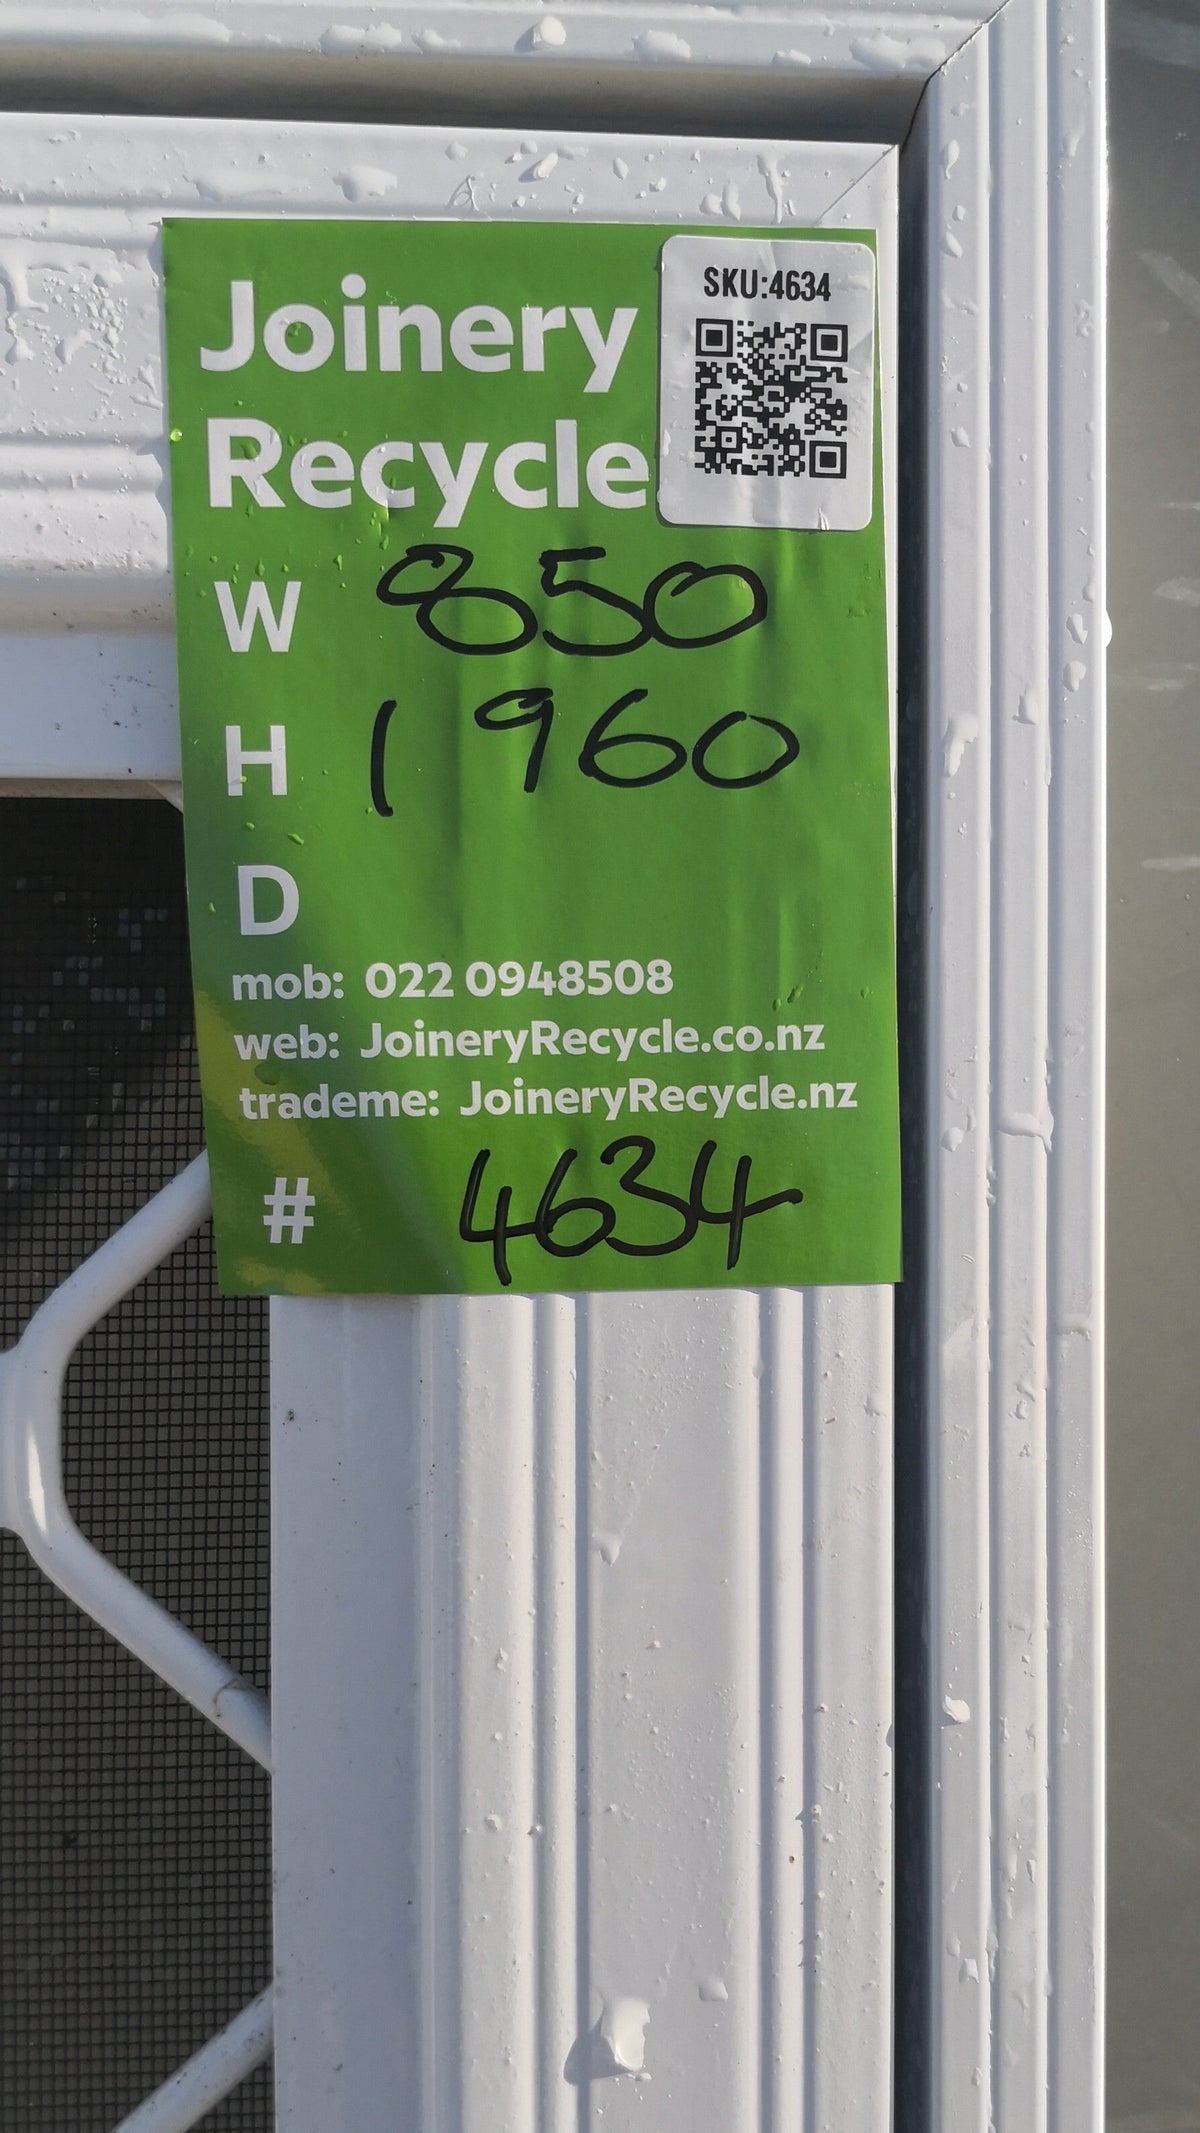 Joinery
Recycle
SKU:4634
W 850
H 1960
D
mob: 022 0948508
web: JoineryRecycle.co.nz
trademe: JoineryRecycle.nz
# 4634